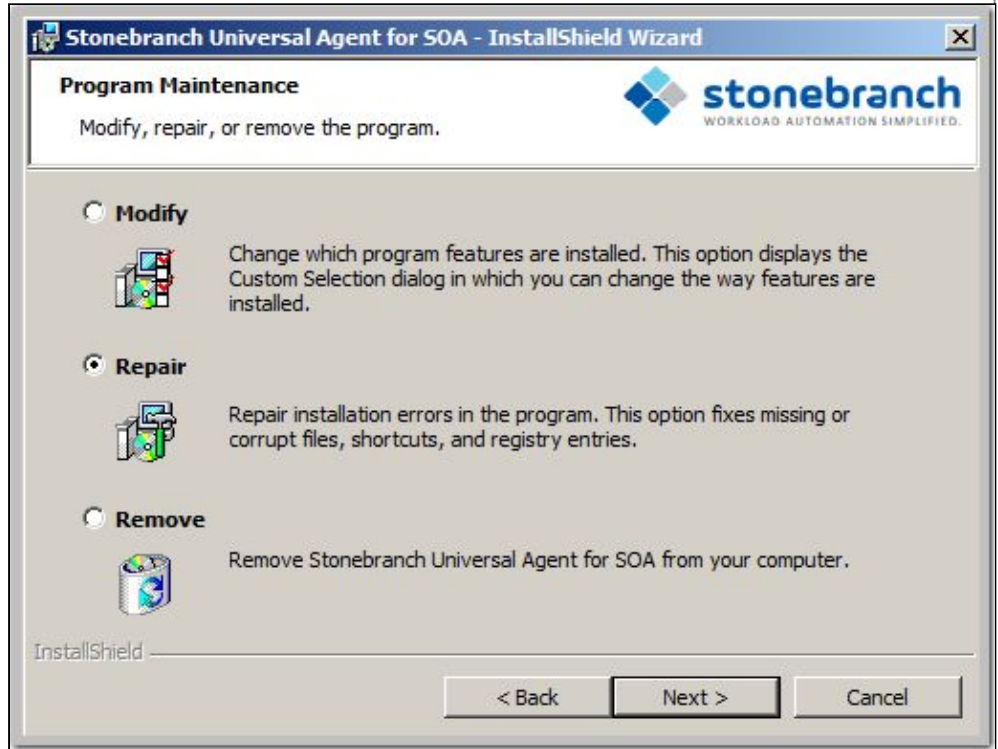 Stonebranch Universal Agent for SOA - InstallShield Wizard
Program Maintenance
Modify, repair, or remove the program.
stonebranch
WORKLOAD AUTOMATION SIMPLIFIED.
Modify
Change which program features are installed. This option displays the
Custom Selection dialog in which you can change the way features are
installed.
Repair
Repair installation errors in the program. This option fixes missing or
corrupt files, shortcuts, and registry entries.
Remove
Remove Stonebranch Universal Agent for SOA from your computer.
InstallShield
< Back
Next >
Cancel